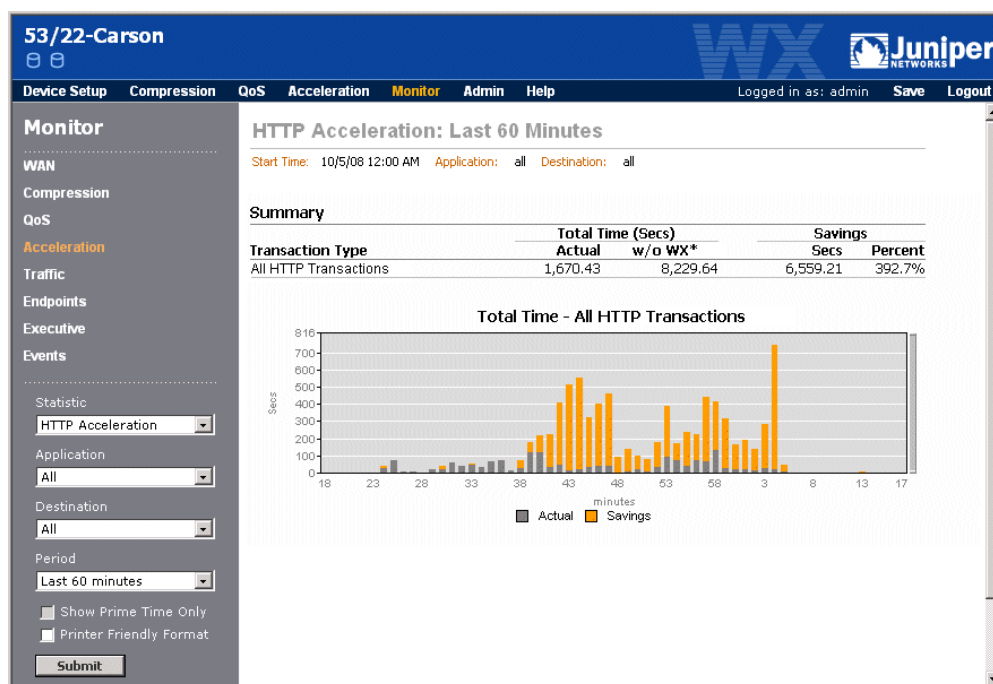 53/22-Carson
WX
Juniper
NETWORKS
Device Setup Compression QoS Acceleration Monitor Admin Help Logged in as: admin Save Logout
Monitor
WAN
Compression
QoS
Acceleration
Traffic
Endpoints
Executive
Events
Statistic
HTTP Acceleration
Application
All
Destination
All
Period
Last 60 minutes
Show Prime Time Only
Printer Friendly Format
Submit
HTTP Acceleration: Last 60 Minutes
Start Time: 10/5/08 12:00 AM Application: all Destination: all
Summary
Total Time (Secs) Savings
Transaction Type Actual w/o WX* Secs Percent
All HTTP Transactions 1,670.43 8,229.64 6,559.21 392.7%
Total Time - All HTTP Transactions
816
700
600
500
400
300
200
100
0
Secs
18 23 28 33 38 43 48 53 58 3 8 13 17
minutes
Actual Savings